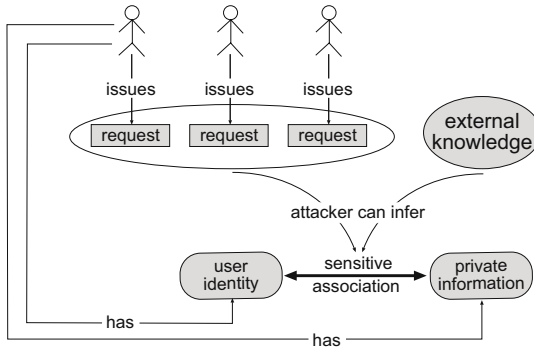 issues issues issues
request request request
external
knowledge
attacker can infer
user
identity
sensitive
association
private
information
has
has